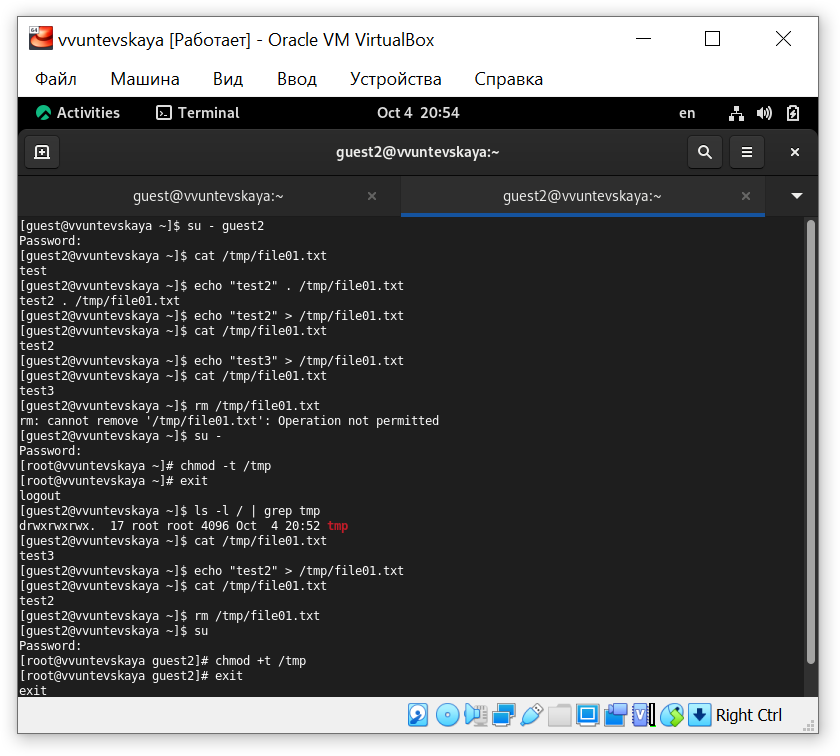 vvuntevskaya [Работает] - Oracle VM VirtualBox
Файл Машина Вид Ввод Устройства Справка
Activities Terminal Oct 4 20:54 en
guest2@vvuntevskaya:~
guest@vvuntevskaya:~ guest2@vvuntevskaya:~
[guest@vvuntevskaya ~]$ su - guest2
Password:
[guest2@vvuntevskaya ~]$ cat /tmp/file01.txt
test
[guest2@vvuntevskaya ~]$ echo "test2" . /tmp/file01.txt
test2 . /tmp/file01.txt
[guest2@vvuntevskaya ~]$ echo "test2" > /tmp/file01.txt
[guest2@vvuntevskaya ~]$ cat /tmp/file01.txt
test2
[guest2@vvuntevskaya ~]$ echo "test3" > /tmp/file01.txt
[guest2@vvuntevskaya ~]$ cat /tmp/file01.txt
test3
[guest2@vvuntevskaya ~]$ rm /tmp/file01.txt
rm: cannot remove '/tmp/file01.txt': Operation not permitted
[guest2@vvuntevskaya ~]$ su -
Password:
[root@vvuntevskaya ~]# chmod -t /tmp
[root@vvuntevskaya ~]# exit
logout
[guest2@vvuntevskaya ~]$ ls -l / | grep tmp
drwxrwxrwx.  17 root root 4096 Oct  4 20:52 tmp
[guest2@vvuntevskaya ~]$ cat /tmp/file01.txt
test3
[guest2@vvuntevskaya ~]$ echo "test2" > /tmp/file01.txt
[guest2@vvuntevskaya ~]$ cat /tmp/file01.txt
test2
[guest2@vvuntevskaya ~]$ rm /tmp/file01.txt
[guest2@vvuntevskaya ~]$ su
Password:
[root@vvuntevskaya guest2]# chmod +t /tmp
[root@vvuntevskaya guest2]# exit
exit
Right Ctrl